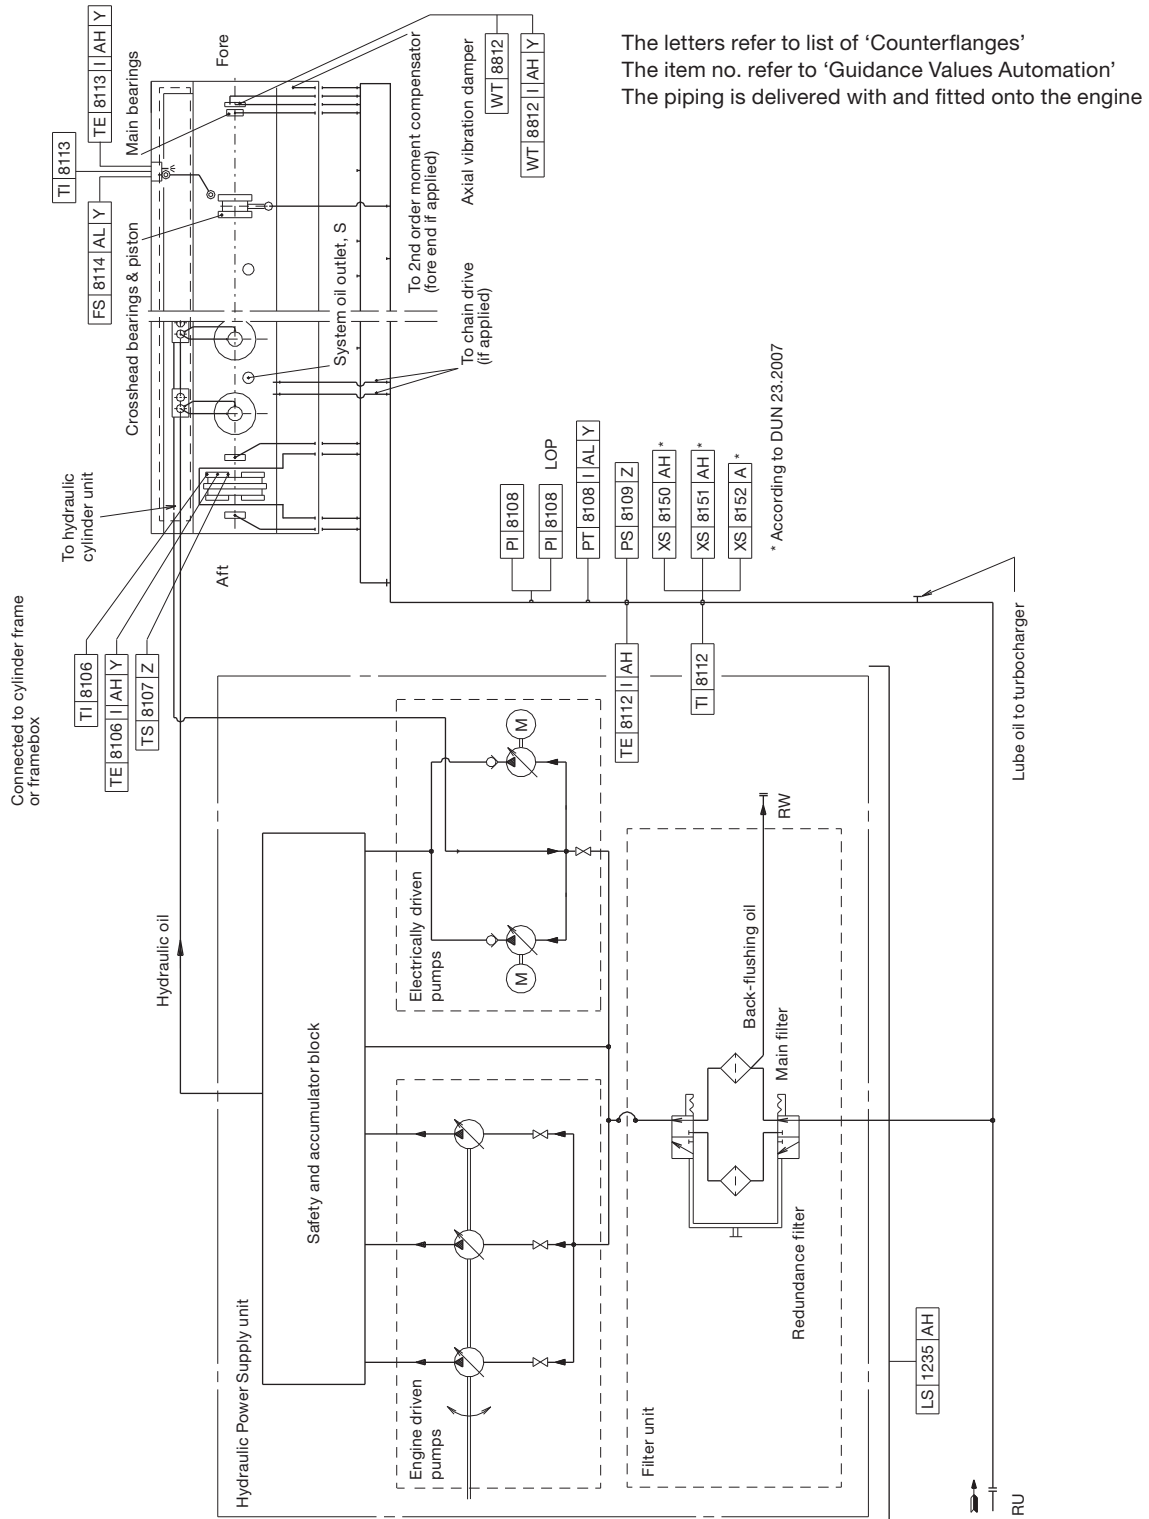 The letters refer to list of ‘Counterflanges’
The item no. refer to ‘Guidance Values Automation’
The piping is delivered with and fitted onto the engine
TE 8113 I AH Y
TI 8113
FS 8114 AL Y
Main bearings
Fore
Crosshead bearings & piston
System oil outlet, S
To 2nd order moment compensator
(fore end if applied)
Axial vibration damper
WT 8812
WT 8812 I AH Y
To chain drive
(if applied)
To hydraulic
cylinder unit
Aft
Connected to cylinder frame
or framebox
TI 8106
TE 8106 I AH Y
TS 8107 Z
PI 8108
PI 8108 LOP
PT 8108 I AL Y
PS 8109 Z
XS 8150 AH *
XS 8151 AH *
XS 8152 A *
* According to DUN 23.2007
TE 8112 I AH
TI 8112
Lube oil to turbocharger
Hydraulic oil
Hydraulic Power Supply unit
Safety and accumulator block
Electrically driven
pumps
M
M
Engine driven
pumps
RW
Back-flushing oil
Main filter
Redundance filter
Filter unit
LS 1235 AH
RU